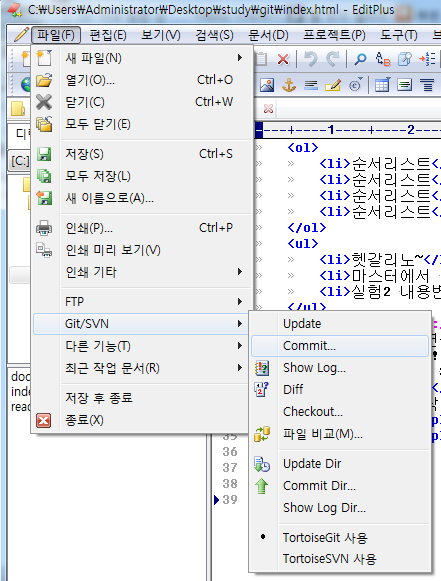 C:₩Users₩Administrator₩Desktop₩study₩git₩index.html - EditPlus
파일(F) 편집(E) 보기(V) 검색(S) 문서(D) 프로젝트(P) 도구(T)
새 파일(N)
열기(O)... Ctrl+O
닫기(C) Ctrl+W
모두 닫기(E)
저장(S) Ctrl+S
모두 저장(L)
새 이름으로(A)...
인쇄(P)... Ctrl+P
인쇄 미리 보기(V)
인쇄 기타
FTP
Git/SVN
다른 기능(T)
최근 작업 문서(R)
저장 후 종료
종료(X)
[C:]
doc
inde
read
----+----1----+----2---
<ol>
<li>순서리스트</
<li>순서리스트</
<li>순서리스트</
<li>순서리스트</
</ol>
<ul>
<li>헷갈리노~</
<li>마스터에서
<li>실험2 내용변
</ul>
35
36
37
38
39
Update
Commit...
Show Log...
Diff
Checkout...
파일 비교(M)...
Update Dir
Commit Dir...
Show Log Dir...
TortoiseGit 사용
TortoiseSVN 사용